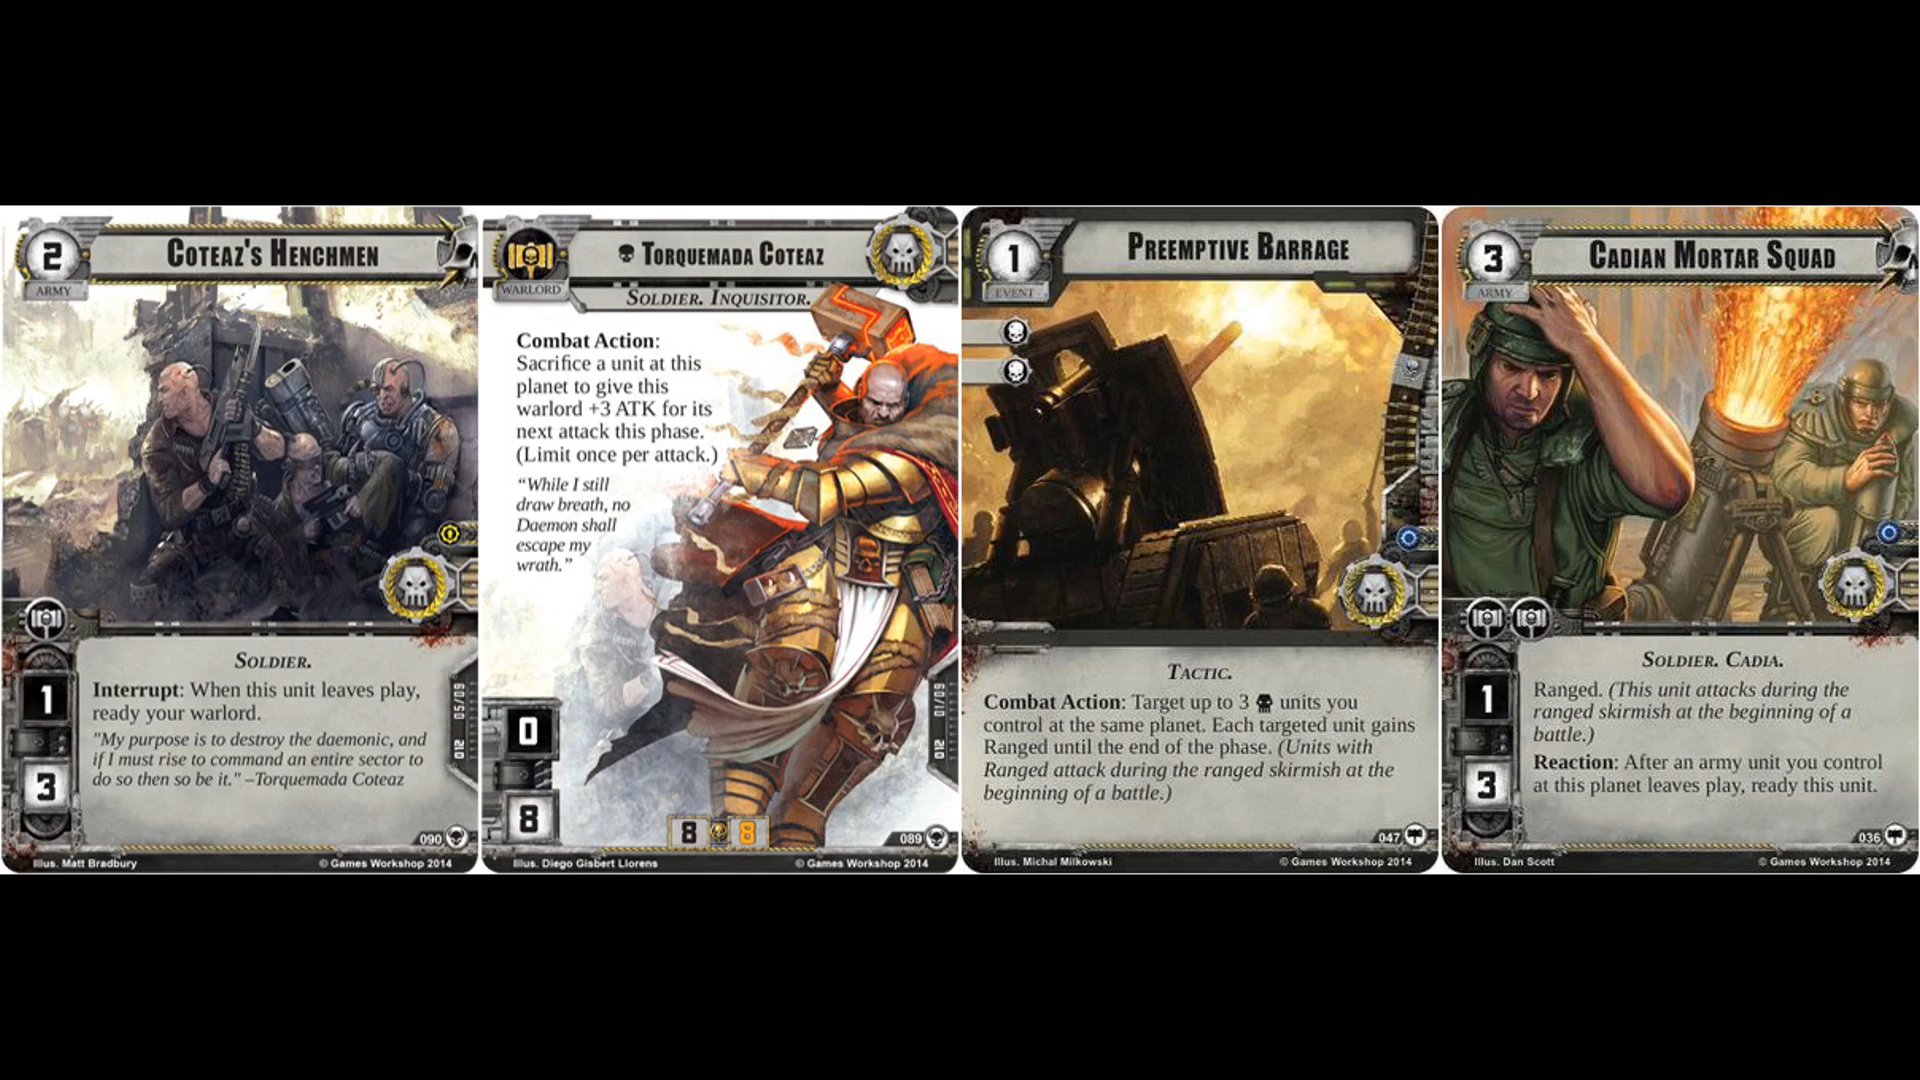 2
ARMY
COTEAZ'S HENCHMEN
1
3
SOLDIER.
Interrupt: When this unit leaves play,
ready your warlord.
"My purpose is to destroy the daemonic, and
if I must rise to command an entire sector to
do so then so be it." –Torquemada Coteaz
012 05/09
090
Illus. Matt Bradbury
© Games Workshop 2014
WARLORD
TORQUEMADA COTEAZ
SOLDIER. INQUISITOR.
Combat Action:
Sacrifice a unit at this
planet to give this
warlord +3 ATK for its
next attack this phase.
(Limit once per attack.)
“While I still
draw breath, no
Daemon shall
escape my
wrath.”
0
8
8 8
012 01/09
089
Illus. Diego Gisbert Llorens
© Games Workshop 2014
1
EVENT
PREEMPTIVE BARRAGE
TACTIC.
Combat Action: Target up to 3 units you
control at the same planet. Each targeted unit gains
Ranged until the end of the phase. (Units with
Ranged attack during the ranged skirmish at the
beginning of a battle.)
047
Illus. Michal Milkowski
© Games Workshop 2014
3
ARMY
CADIAN MORTAR SQUAD
1
3
SOLDIER. CADIA.
Ranged. (This unit attacks during the
ranged skirmish at the beginning of a
battle.)
Reaction: After an army unit you control
at this planet leaves play, ready this unit.
036
Illus. Dan Scott
© Games Workshop 2014